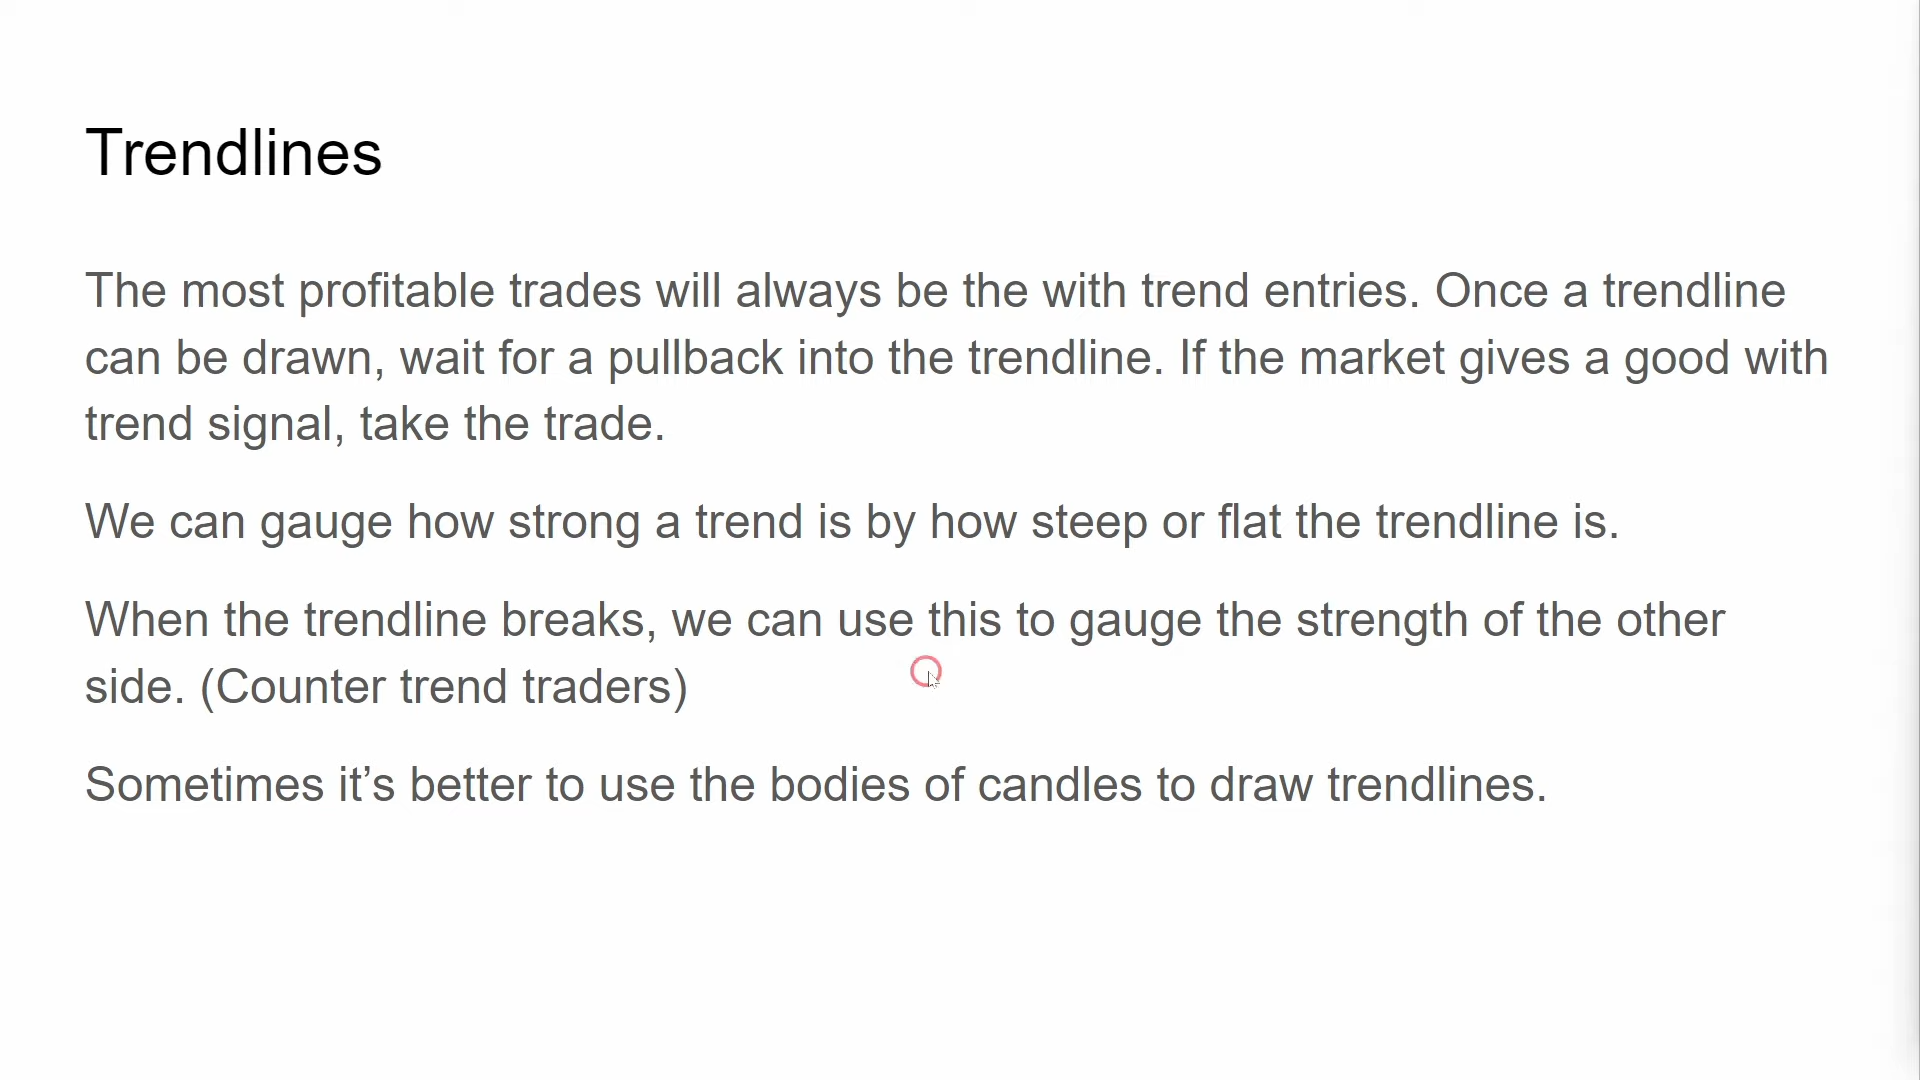 Trendlines
The most profitable trades will always be the with trend entries. Once a trendline
can be drawn, wait for a pullback into the trendline. If the market gives a good with
trend signal, take the trade.
We can gauge how strong a trend is by how steep or flat the trendline is.
When the trendline breaks, we can use this to gauge the strength of the other
side. (Counter trend traders)
Sometimes it’s better to use the bodies of candles to draw trendlines.